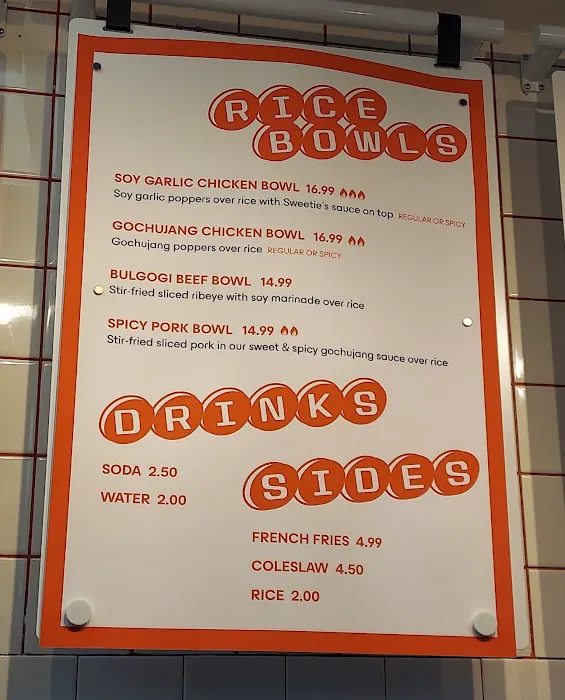 RICE
BOWLS
SOY GARLIC CHICKEN BOWL 16.99
Soy garlic poppers over rice with Sweetie's sauce on top REGULAR OR SPICY
GOCHUJANG CHICKEN BOWL 16.99
Gochujang poppers over rice REGULAR OR SPICY
BULGOGI BEEF BOWL 14.99
Stir-fried sliced ribeye with soy marinade over rice
SPICY PORK BOWL 14.99
Stir-fried sliced pork in our sweet & spicy gochujang sauce over rice
DRINKS
SODA 2.50
WATER 2.00
SIDES
FRENCH FRIES 4.99
COLESLAW 4.50
RICE 2.00